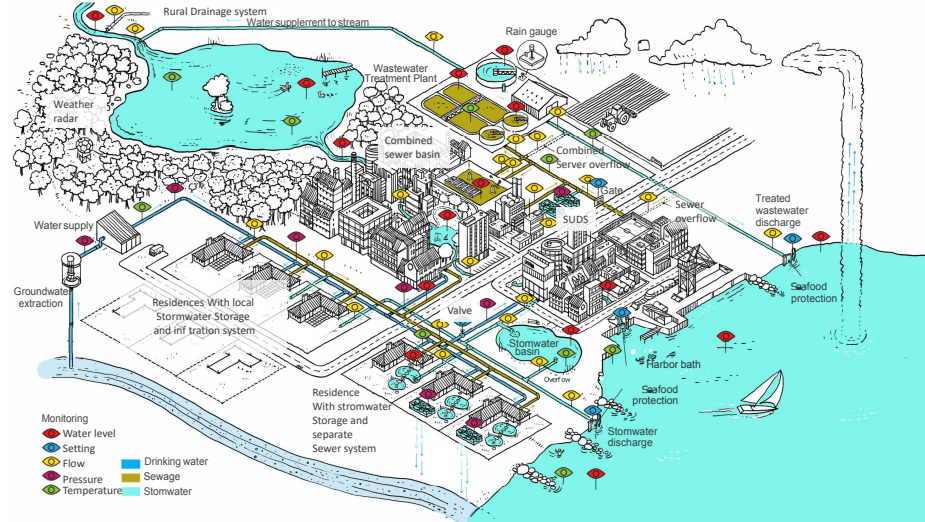 Rural Drainage system
Water supplerrent to stream
Rain gauge
Wastewater
Treatment Plant
Weather
radar
Combined
sewer basin
Combined
Server overflow
Gate
Sewer
overflow
SUDS
Treated
wastewater
discharge
Water supply
Groundwater
extraction
Seafood
protection
Residences With local
Stormwater Storage
and inf tration system
Valve
Stomwater
basin
Overfow
Harbor bath
Seafood
protection
Residence
With stromwater
Storage and
separate
Sewer system
Stomwater
discharge
Monitoring
Water level
Setting
Flow
Pressure
Temperature
Drinking water
Sewage
Stomwater